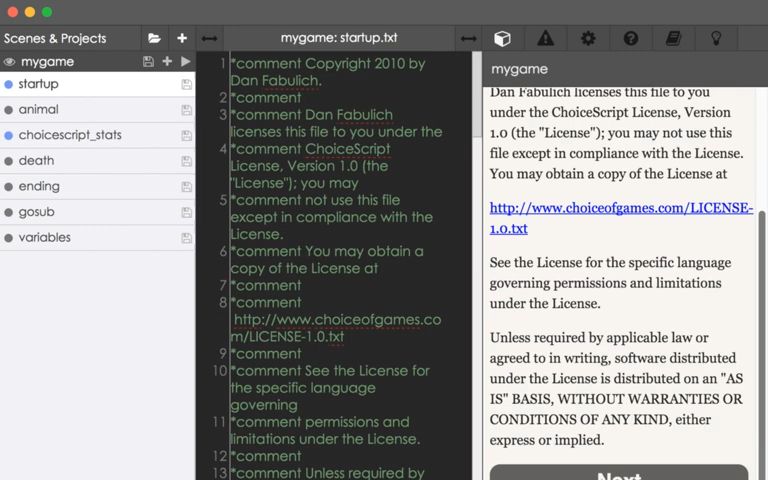 Scenes & Projects
mygame
startup
animal
choicescript_stats
death
ending
gosub
variables
mygame: startup.txt
1 *comment Copyright 2010 by
Dan Fabulich.
2 *comment
3 *comment Dan Fabulich
licenses this file to you under the
4 *comment ChoiceScript
License, Version 1.0 (the
"License"); you may
5 *comment not use this file
except in compliance with the
License.
6 *comment You may obtain a
copy of the License at
7 *comment
8 *comment
http://www.choiceofgames.co
m/LICENSE-1.0.txt
9 *comment
10 *comment See the License for
the specific language
governing
11 *comment permissions and
limitations under the License.
12 *comment
13 *comment Unless required by
mygame
Dan Fabulich licenses this file to you
under the ChoiceScript License, Version
1.0 (the "License"); you may not use this
file except in compliance with the License.
You may obtain a copy of the License at
http://www.choiceofgames.com/LICENSE-
1.0.txt
See the License for the specific language
governing permissions and limitations
under the License.
Unless required by applicable law or
agreed to in writing, software distributed
under the License is distributed on an "AS
IS" BASIS, WITHOUT WARRANTIES OR
CONDITIONS OF ANY KIND, either
express or implied.
Next